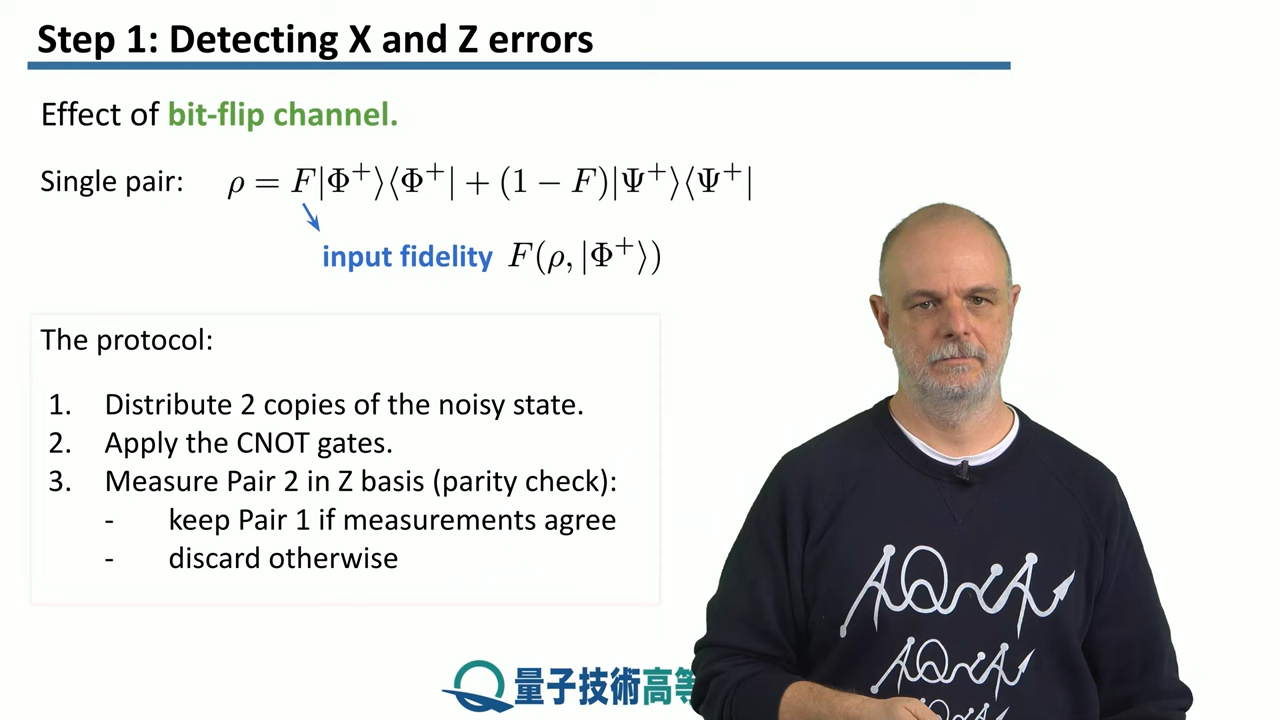 Step 1: Detecting X and Z errors
Effect of bit-flip channel.
Single pair: ρ = F|Φ⁺⟩⟨Φ⁺| + (1 − F)|Ψ⁺⟩⟨Ψ⁺|
input fidelity F(ρ, |Φ⁺⟩)
The protocol:
1. Distribute 2 copies of the noisy state.
2. Apply the CNOT gates.
3. Measure Pair 2 in Z basis (parity check):
- keep Pair 1 if measurements agree
- discard otherwise
量子技術高等